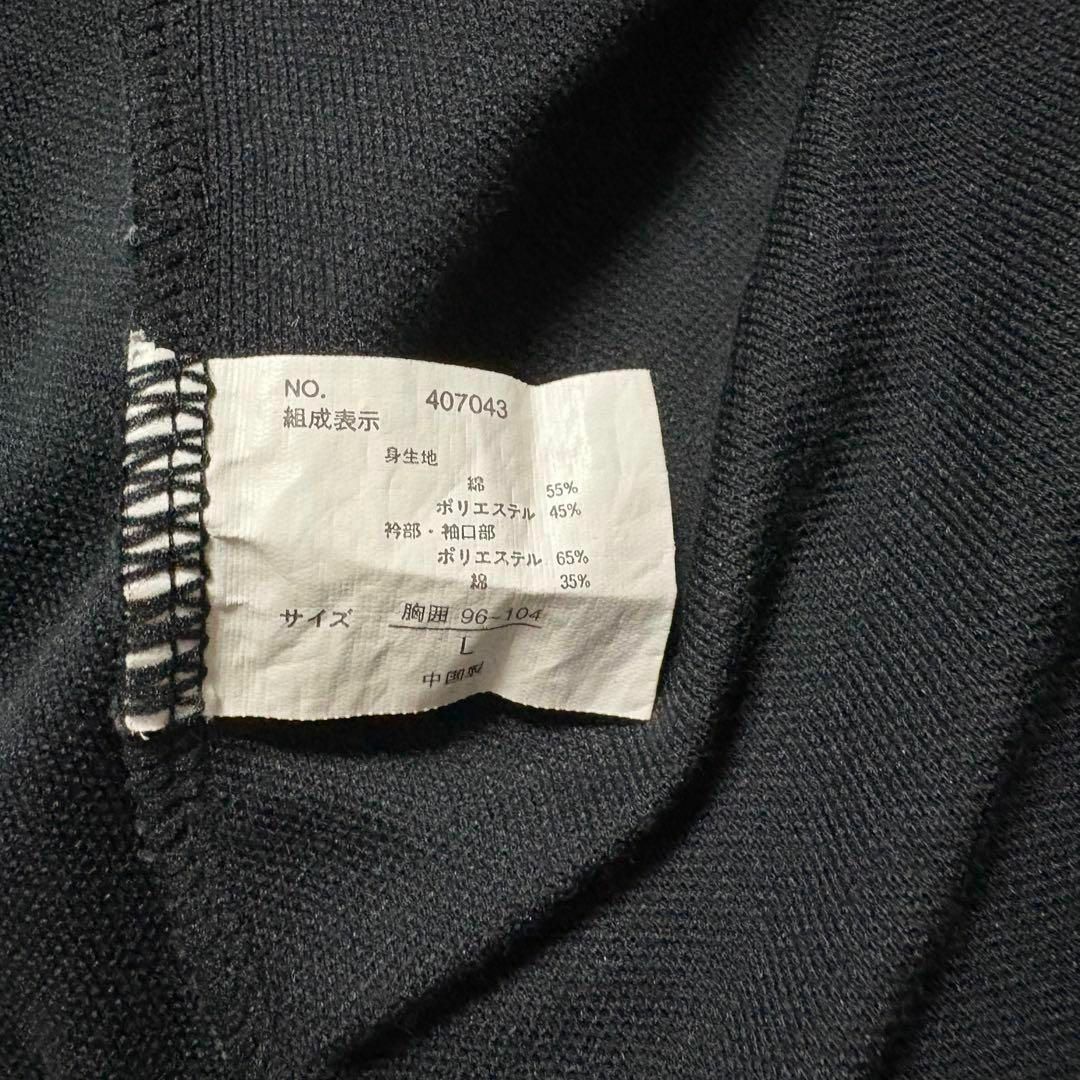 NO. 407043
組成表示
身生地
綿 55%
ポリエステル 45%
衿部・袖口部
ポリエステル 65%
綿 35%
サイズ 胸囲 96~104
L
中国製